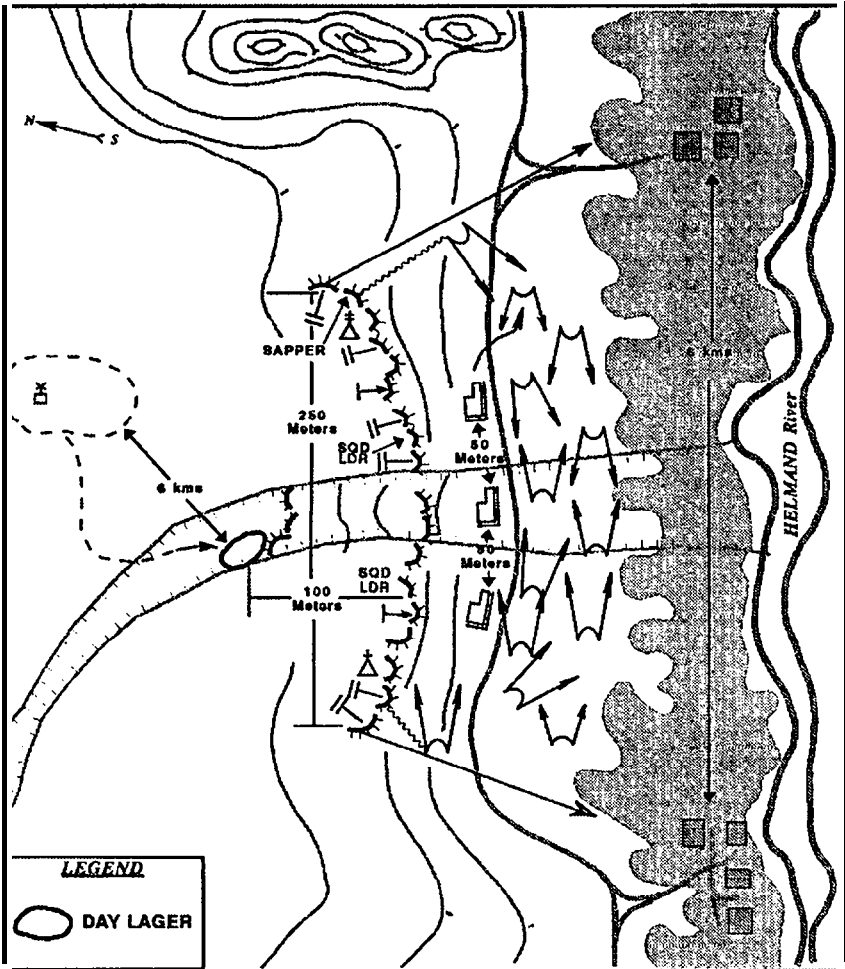 N
S
6 kms
SAPPER
250
Meters
SQD
LDR
50
Meters
HELMAND River
6 kms
50
Meters
SQD
LDR
100
Meters
LEGEND
DAY LAGER